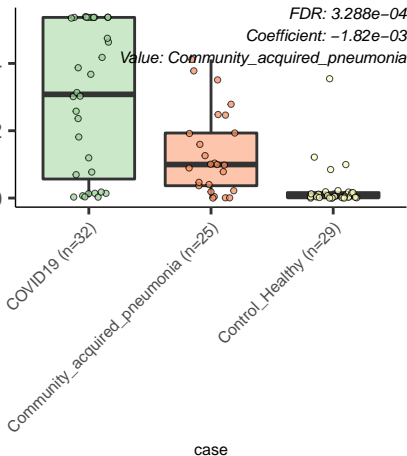 FDR: 3.288e−04
Coefficient: −1.82e−03
Value: Community_acquired_pneumonia
COVID19 (n=32)
Community_acquired_pneumonia (n=25)
Control_Healthy (n=29)
case